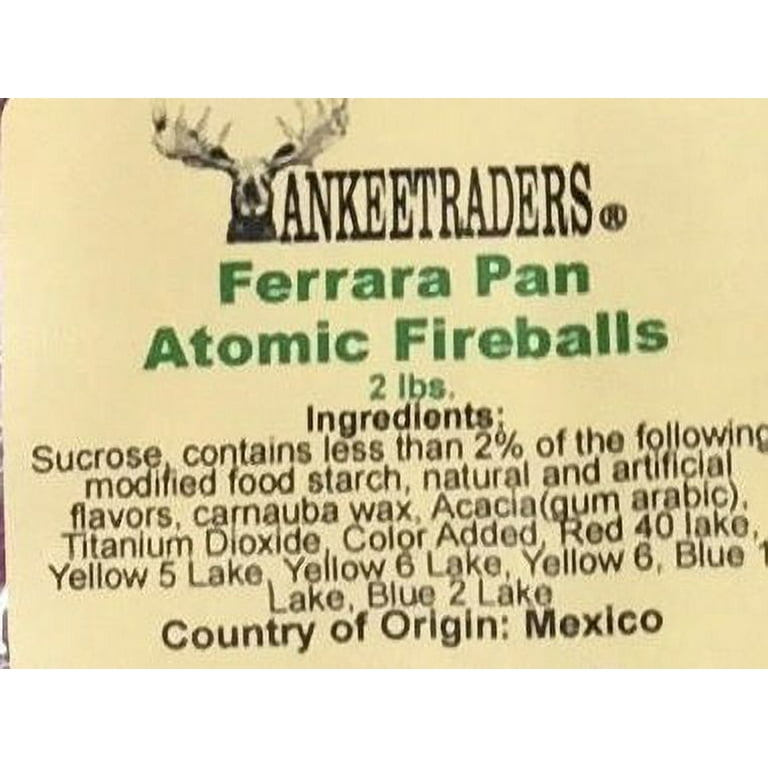 YANKEETRADERS®
Ferrara Pan
Atomic Fireballs
2 lbs.
Ingredients:
Sucrose, contains less than 2% of the following
modified food starch, natural and artificial
flavors, carnauba wax, Acacia(gum arabic),
Titanium Dioxide, Color Added, Red 40 lake,
Yellow 5 Lake, Yellow 6 Lake, Yellow 6, Blue 1
Lake, Blue 2 Lake
Country of Origin: Mexico